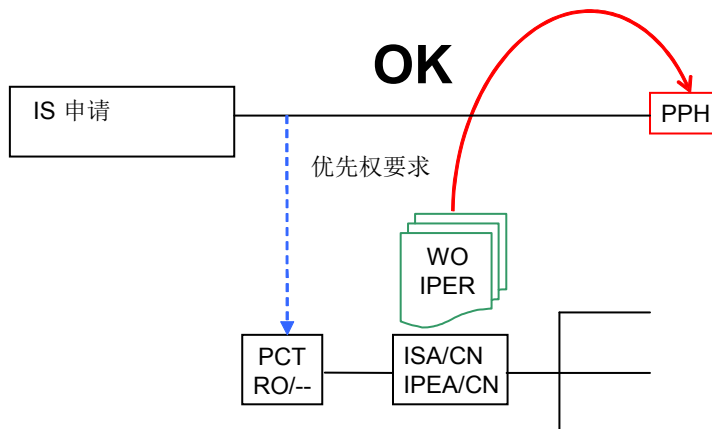 OK
IS 申请
PPH
优先权要求
WO
IPER
PCT
RO/--
ISA/CN
IPEA/CN